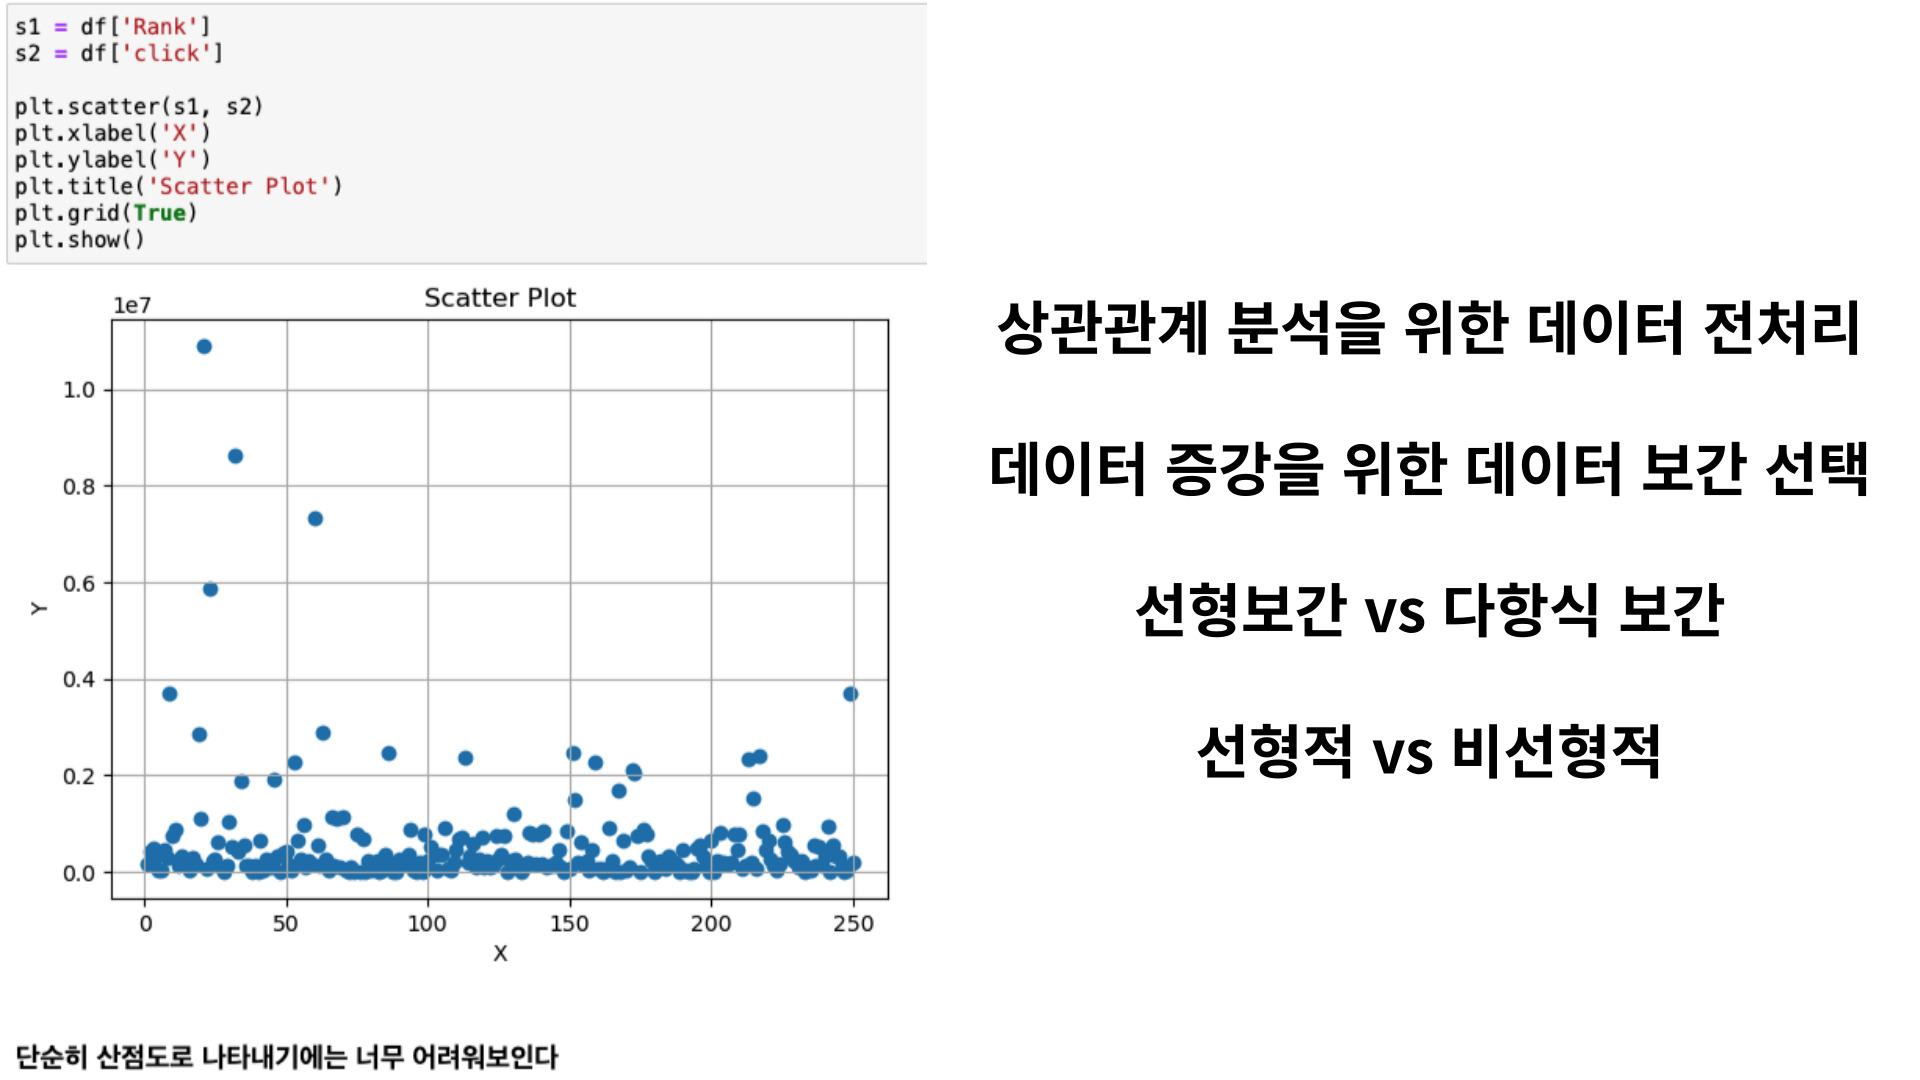 s1 = df['Rank']
s2 = df['click']
plt.scatter(s1, s2)
plt.xlabel('X')
plt.ylabel('Y')
plt.title('Scatter Plot')
plt.grid(True)
plt.show()
Scatter Plot
1e7
1.0
0.8
0.6
0.4
0.2
0.0
Y
0 50 100 150 200 250
X
단순히 산점도로 나타내기에는 너무 어려워보인다
상관관계 분석을 위한 데이터 전처리
데이터 증강을 위한 데이터 보간 선택
선형보간 vs 다항식 보간
선형적 vs 비선형적